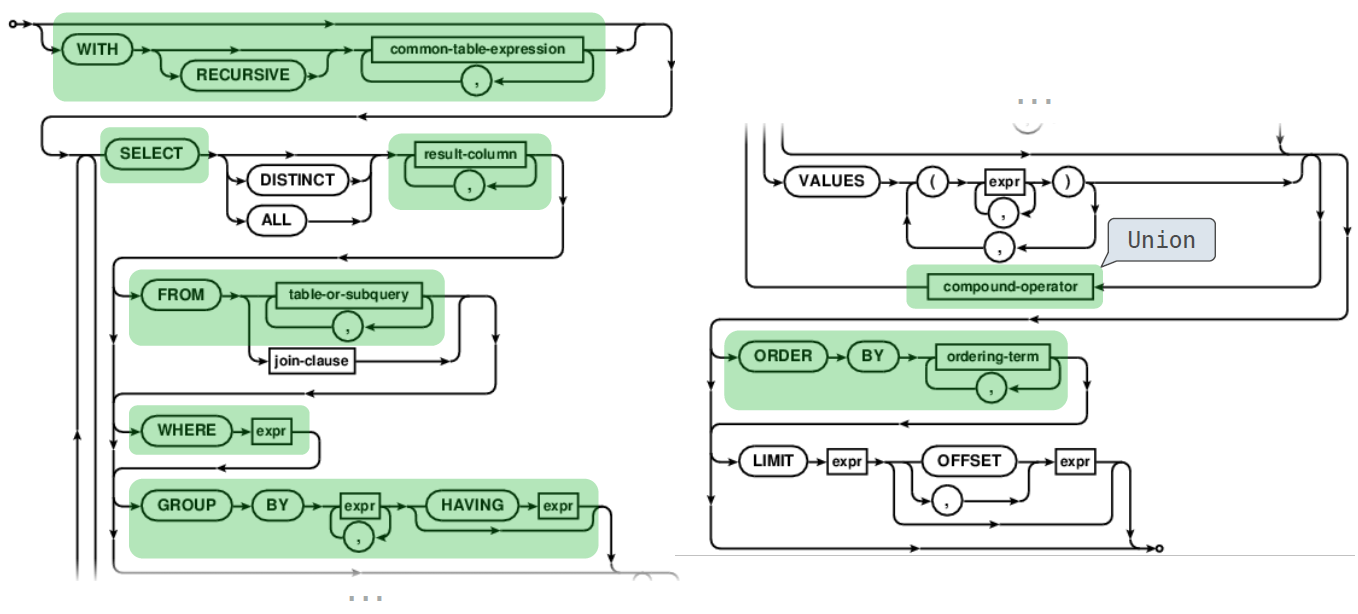 WITH
RECURSIVE
common-table-expression
,
SELECT
DISTINCT
ALL
result-column
,
FROM
table-or-subquery
,
join-clause
WHERE expr
GROUP BY expr HAVING expr
,
...
...
VALUES ( expr )
,
,
Union
compound-operator
ORDER BY ordering-term
,
LIMIT expr OFFSET expr
,